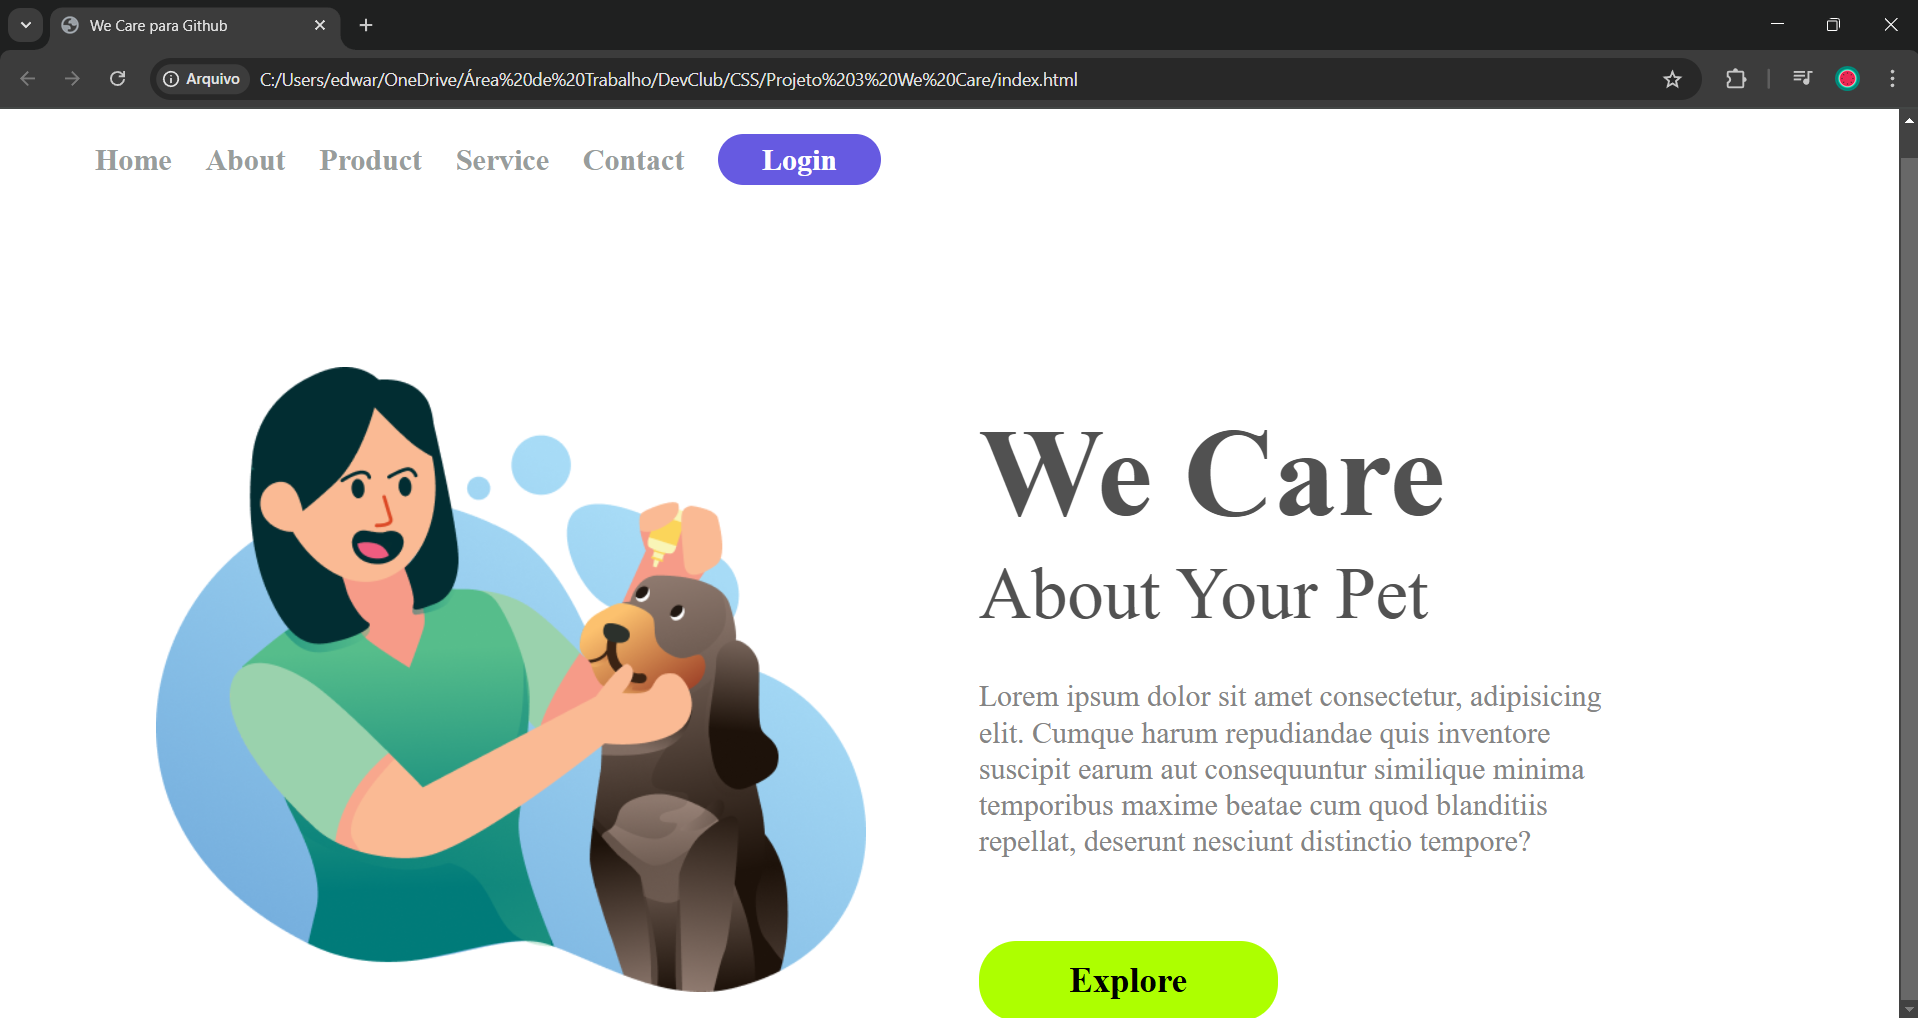 We Care para Github
Arquivo C:/Users/edwar/OneDrive/Área%20de%20Trabalho/DevClub/CSS/Projeto%203%20We%20Care/index.html
Home About Product Service Contact Login
We Care
About Your Pet
Lorem ipsum dolor sit amet consectetur, adipisicing
elit. Cumque harum repudiandae quis inventore
suscipit earum aut consequuntur similique minima
temporibus maxime beatae cum quod blanditiis
repellat, deserunt nesciunt distinctio tempore?
Explore